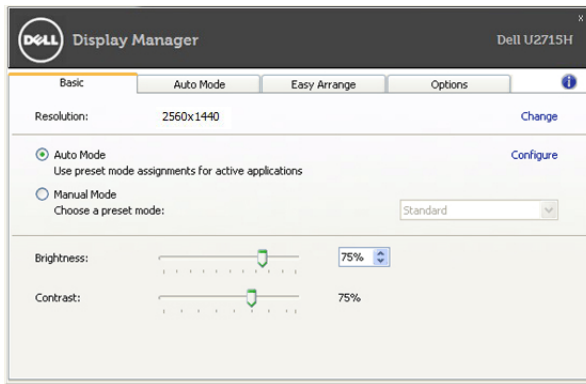 DELL Display Manager Dell U2715H
Basic Auto Mode Easy Arrange Options
Resolution: 2560x1440 Change
Auto Mode Configure
Use preset mode assignments for active applications
Manual Mode
Choose a preset mode: Standard
Brightness: 75%
Contrast: 75%